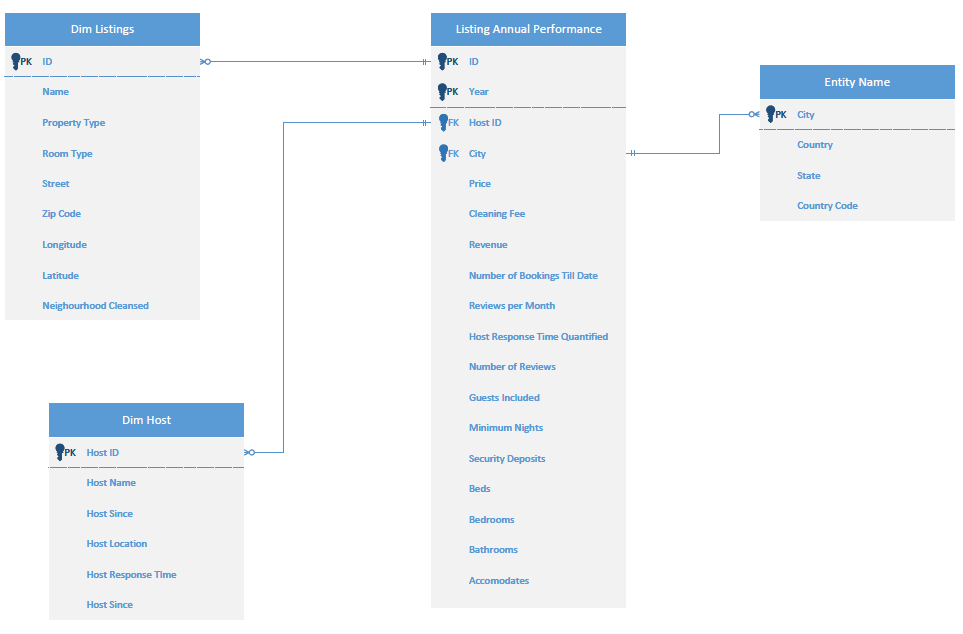 Dim Listings
PK ID
Name
Property Type
Room Type
Street
Zip Code
Longitude
Latitude
Neighourhood Cleansed
Listing Annual Performance
PK ID
PK Year
FK Host ID
FK City
Price
Cleaning Fee
Revenue
Number of Bookings Till Date
Reviews per Month
Host Response Time Quantified
Number of Reviews
Guests Included
Minimum Nights
Security Deposits
Beds
Bedrooms
Bathrooms
Accomodates
Entity Name
PK City
Country
State
Country Code
Dim Host
PK Host ID
Host Name
Host Since
Host Location
Host Response TIme
Host Since